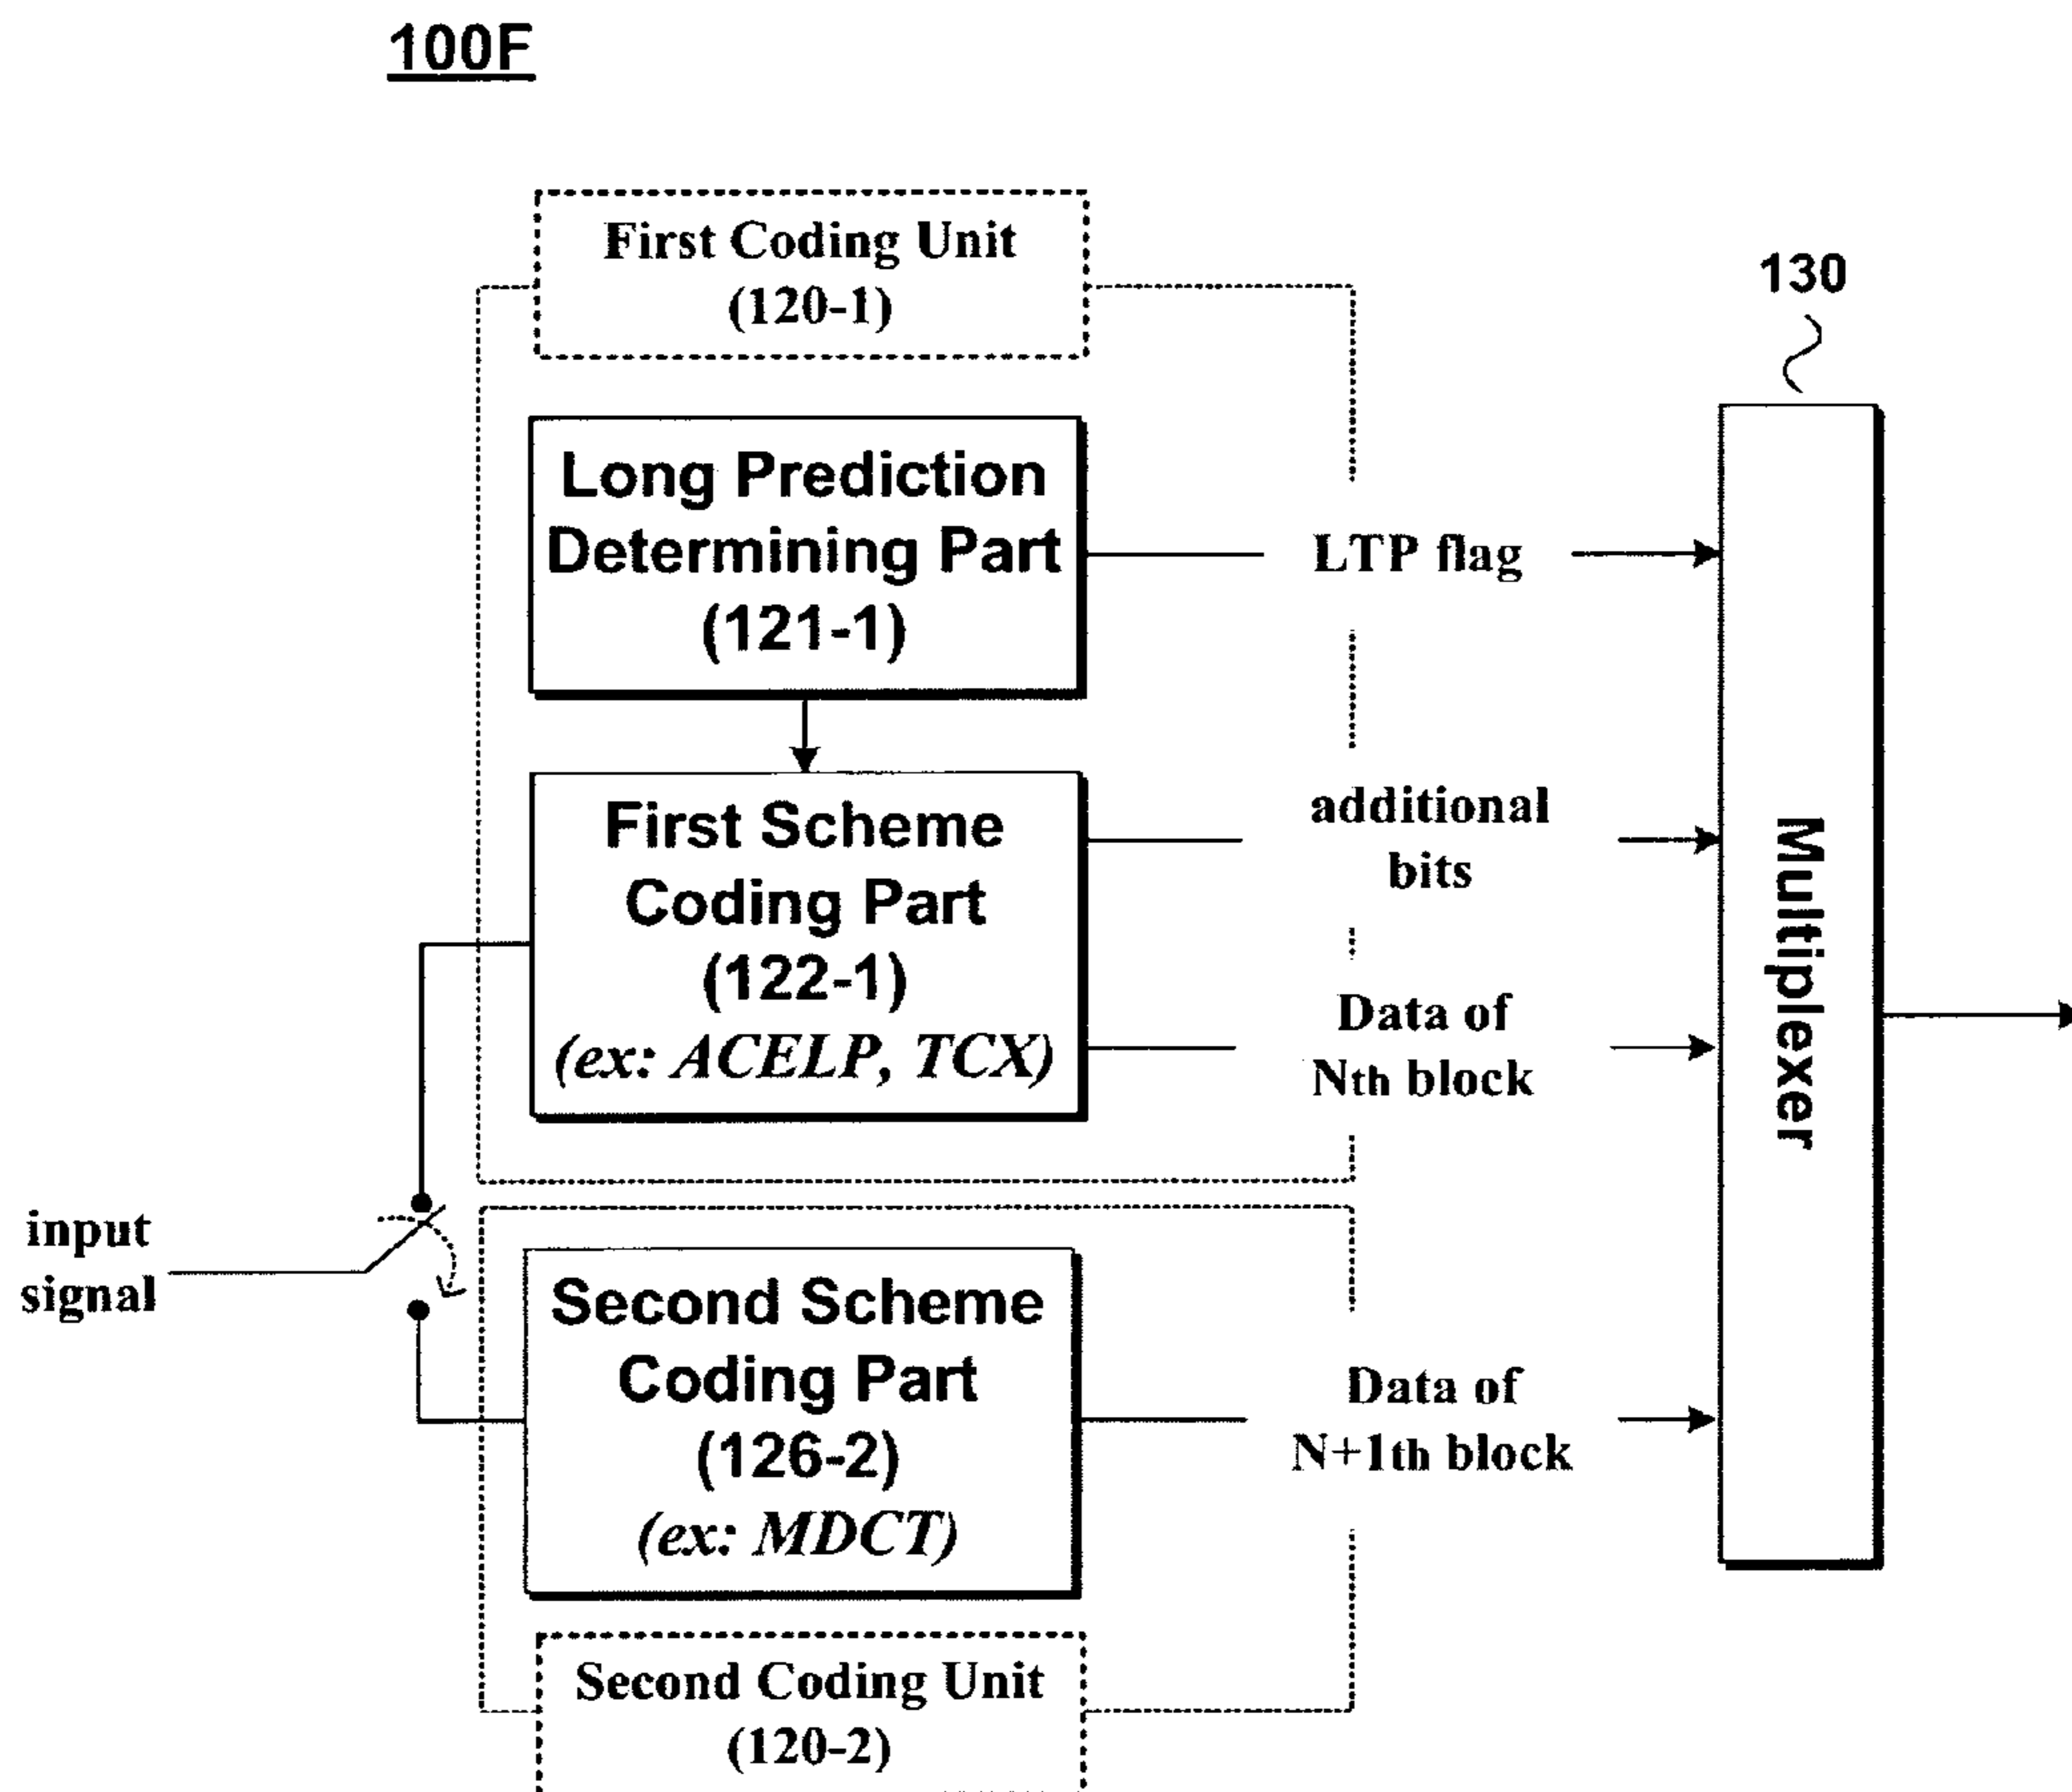 100F
First Coding Unit
(120-1)
130
Long Prediction
Determining Part
(121-1)
LTP flag
First Scheme
Coding Part
(122-1)
(ex: ACELP, TCX)
additional
bits
Data of
Nth block
Multiplexer
input
signal
Second Scheme
Coding Part
(126-2)
(ex: MDCT)
Data of
N+1th block
Second Coding Unit
(120-2)